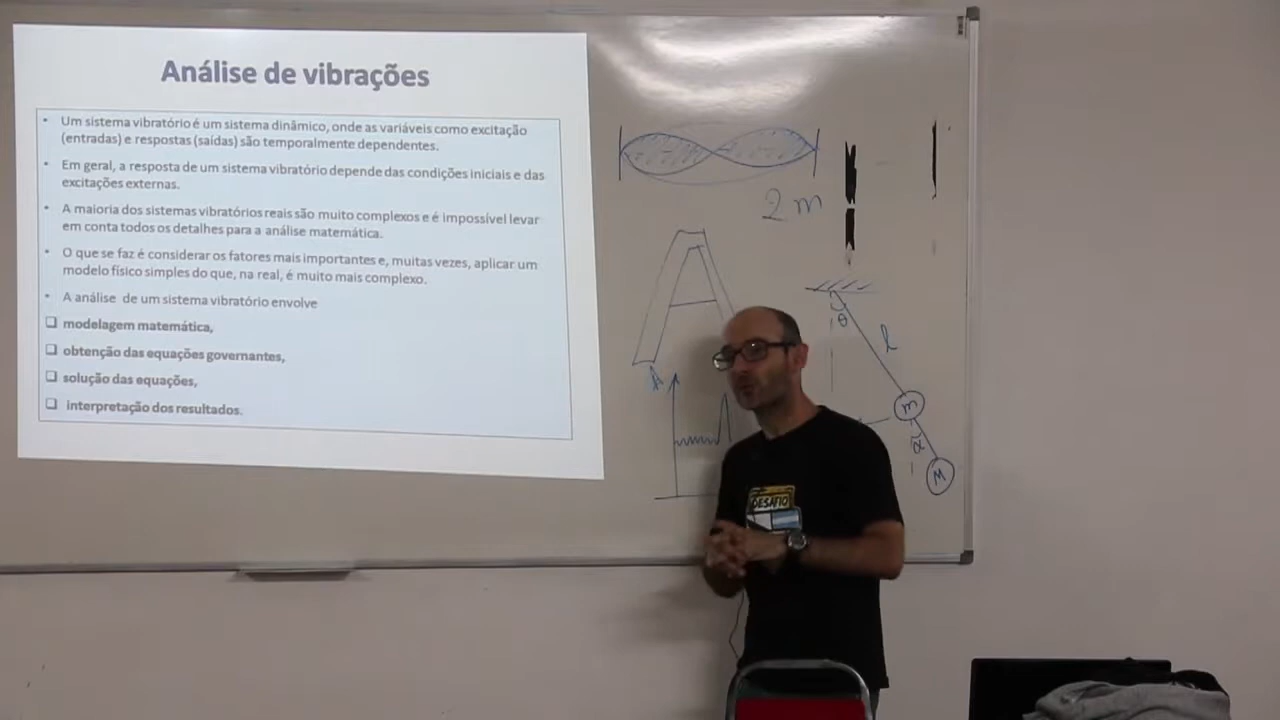 Análise de vibrações
• Um sistema vibratório é um sistema dinâmico, onde as variáveis como excitação
(entradas) e respostas (saídas) são temporalmente dependentes.
• Em geral, a resposta de um sistema vibratório depende das condições iniciais e das
excitações externas.
• A maioria dos sistemas vibratórios reais são muito complexos e é impossível levar
em conta todos os detalhes para a análise matemática.
• O que se faz é considerar os fatores mais importantes e, muitas vezes, aplicar um
modelo físico simples do que, na real, é muito mais complexo.
• A análise de um sistema vibratório envolve
❑ modelagem matemática,
❑ obtenção das equações governantes,
❑ solução das equações,
❑ interpretação dos resultados.
2 m
θ
l
m
α
M
A
DESAFIO